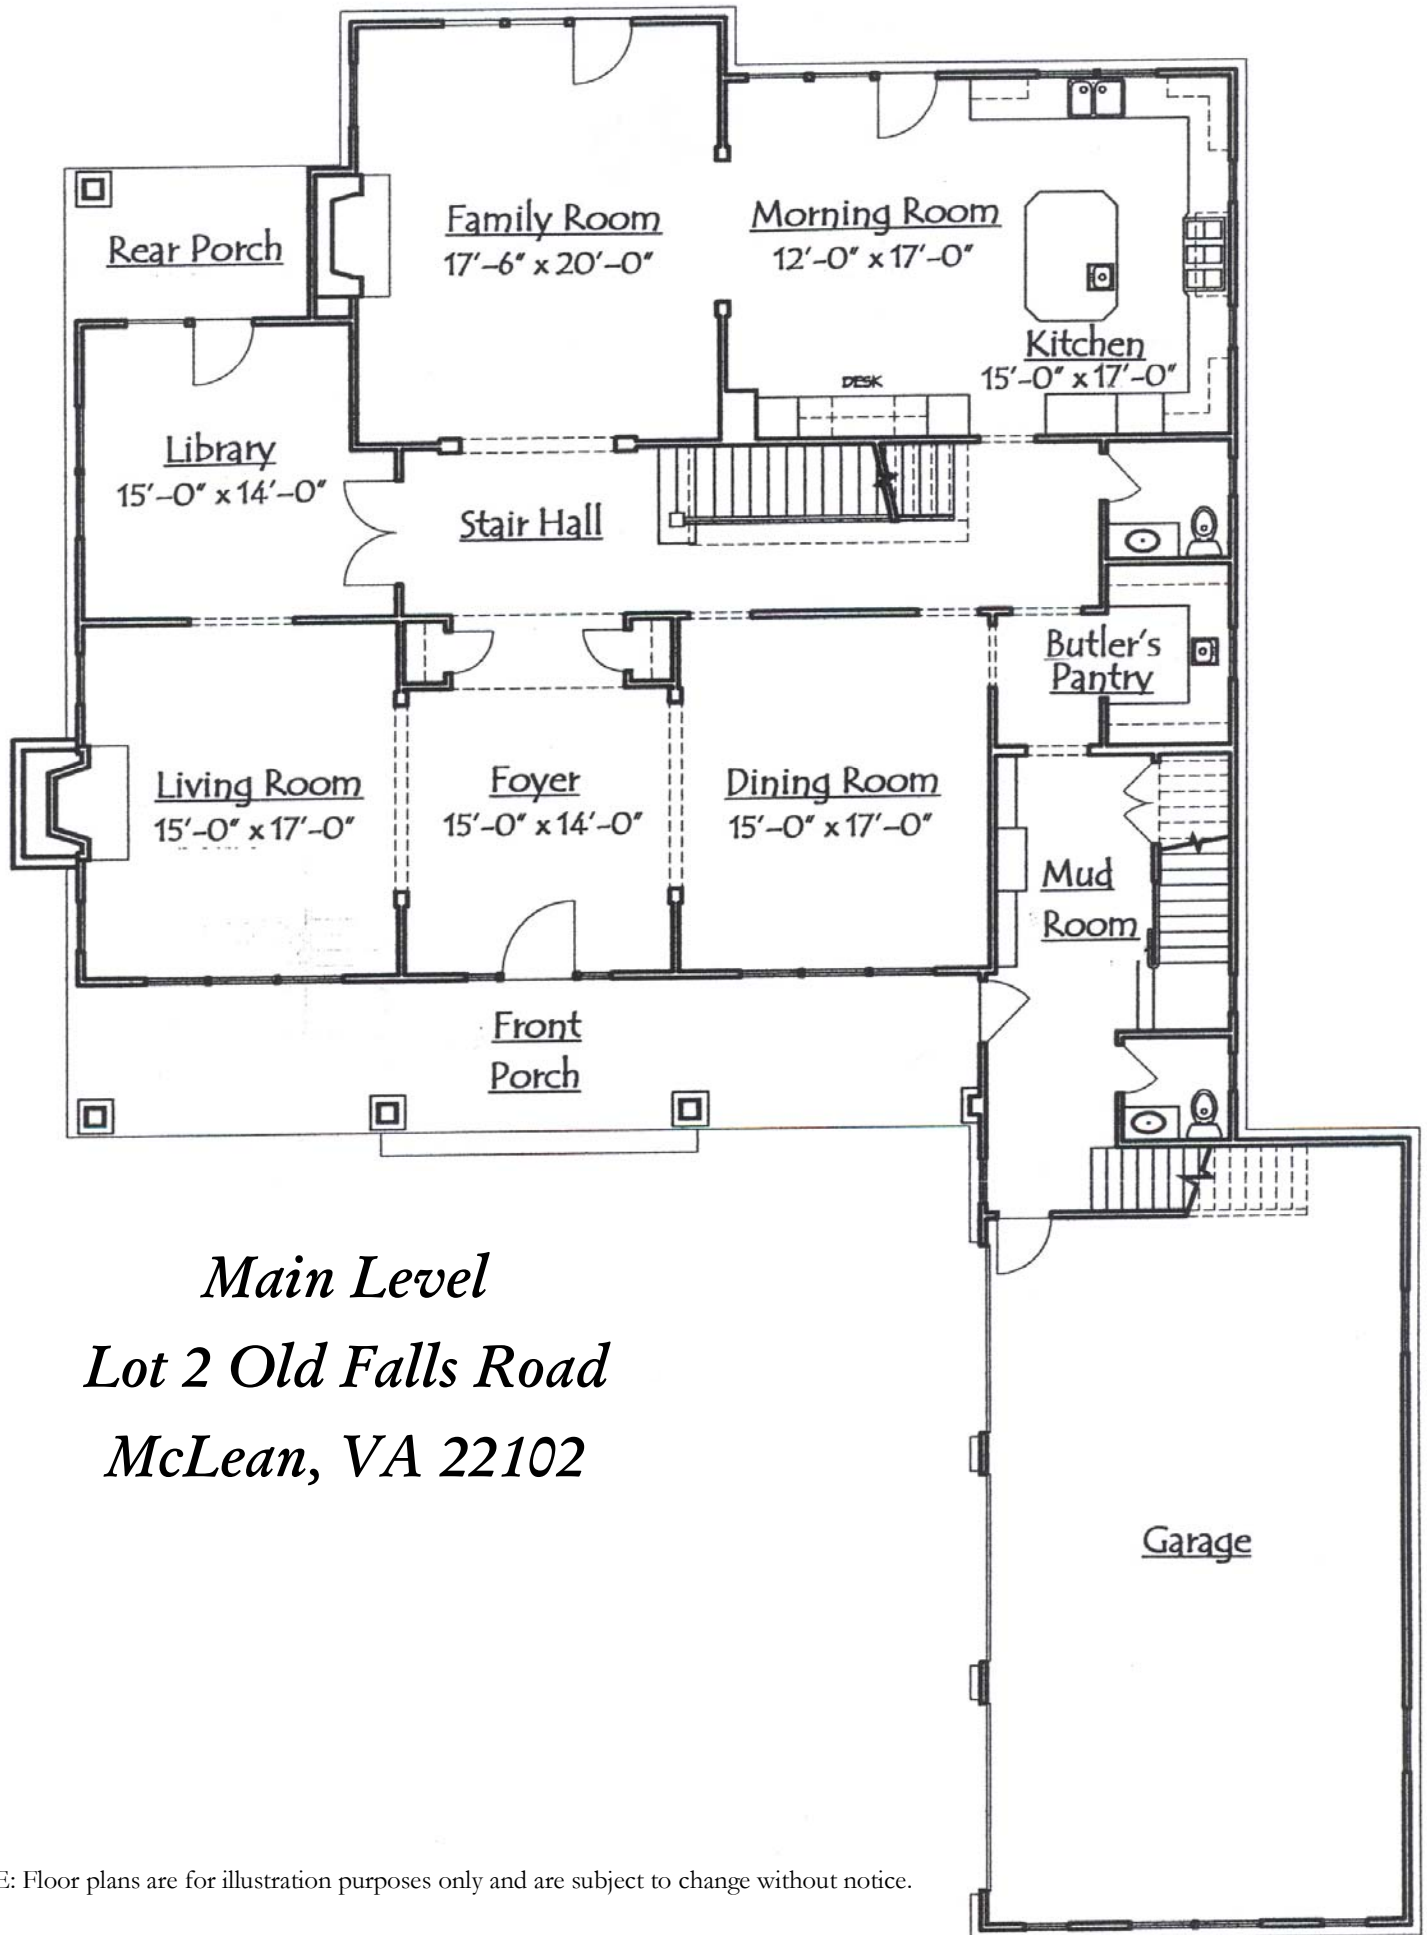 Family Room
17'-6" x 20'-0"
Morning Room
12'-0" x 17'-0"
Rear Porch
Kitchen
15'-0" x 17'-0"
DESK
Library
15'-0" x 14'-0"
Stair Hall
Butler's
Pantry
Living Room
15'-0" x 17'-0"
Foyer
15'-0" x 14'-0"
Dining Room
15'-0" x 17'-0"
Mud
Room
Front
Porch
Main Level
Lot 2 Old Falls Road
McLean, VA 22102
Garage
E: Floor plans are for illustration purposes only and are subject to change without notice.